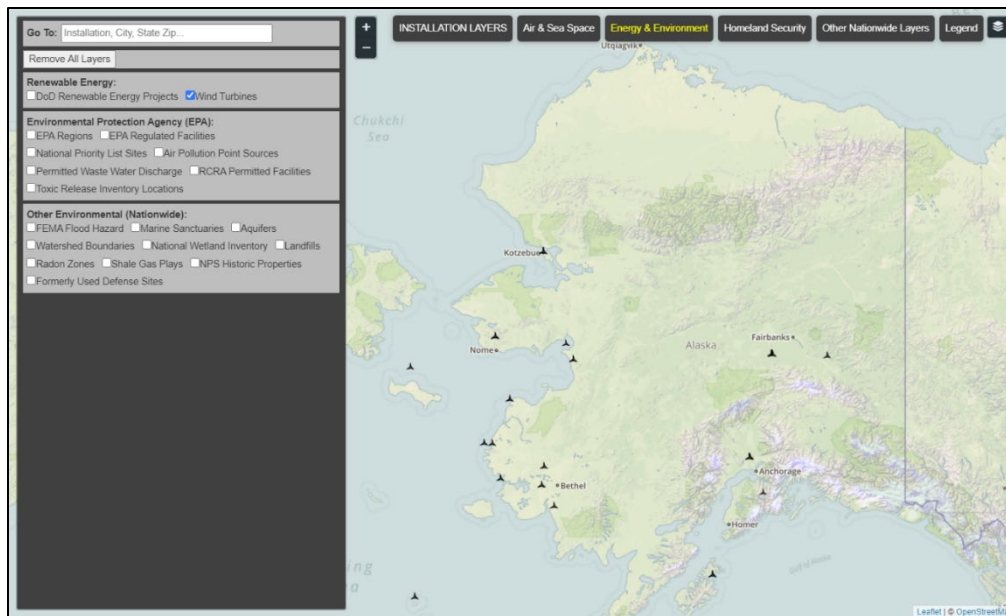 Go To: Installation, City, State Zip...
Remove All Layers
Renewable Energy:
DoD Renewable Energy Projects Wind Turbines
Environmental Protection Agency (EPA):
EPA Regions EPA Regulated Facilities
National Priority List Sites Air Pollution Point Sources
Permitted Waste Water Discharge RCRA Permitted Facilities
Toxic Release Inventory Locations
Other Environmental (Nationwide):
FEMA Flood Hazard Marine Sanctuaries Aquifers
Watershed Boundaries National Wetland Inventory Landfills
Radon Zones Shale Gas Plays NPS Historic Properties
Formerly Used Defense Sites
+
−
INSTALLATION LAYERS Air & Sea Space Energy & Environment Homeland Security Other Nationwide Layers Legend
Utqiagvik
Chukchi
Sea
Kotzebue
Nome
Fairbanks
Alaska
Anchorage
Bethel
Homer
Gulf of Alaska
ing
a
Leaflet | © OpenStreetM